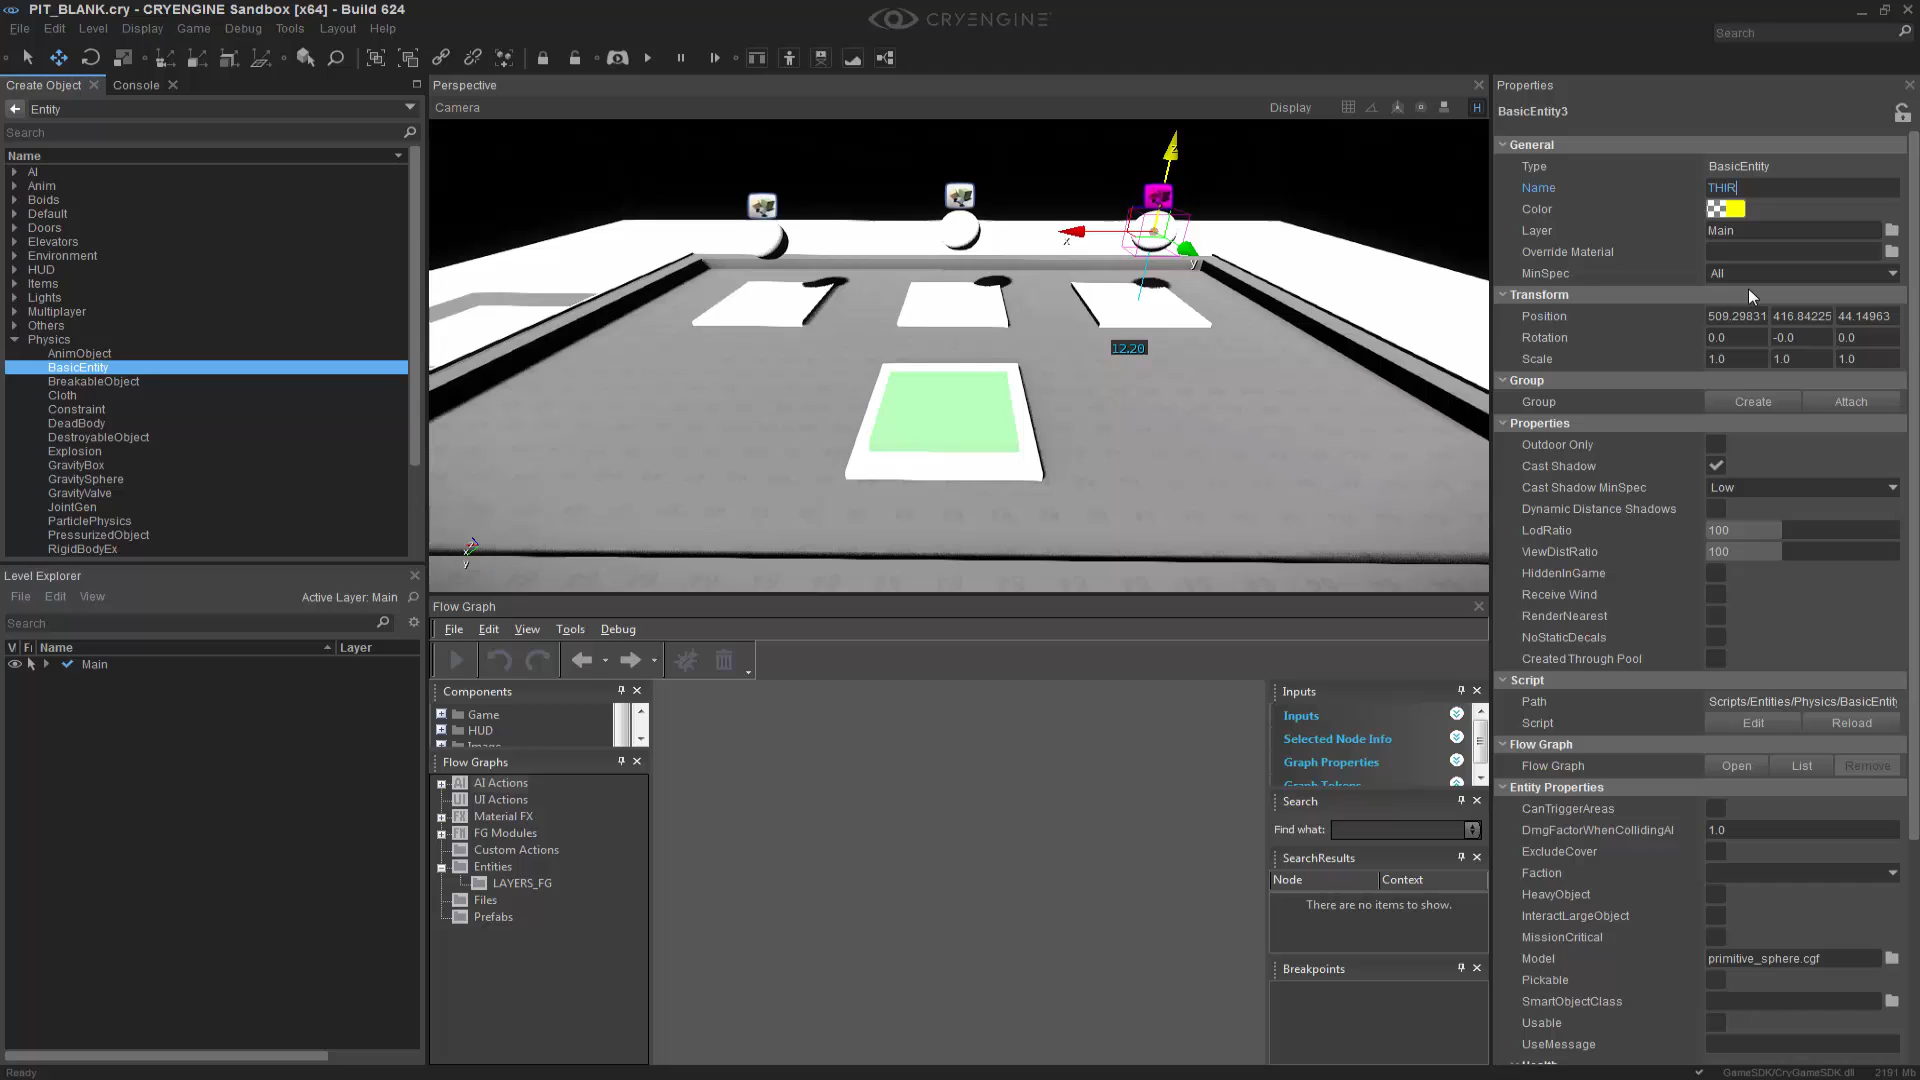 PIT_BLANK.cry - CRYENGINE Sandbox [x64] - Build 624
CRYENGINE
File Edit Level Display Game Debug Tools Layout Help
Search
Create Object
Console
Entity
Search
Name
AI
Anim
Boids
Default
Doors
Elevators
Environment
HUD
Items
Lights
Multiplayer
Others
Physics
AnimObject
BasicEntity
BreakableObject
Cloth
Constraint
DeadBody
DestroyableObject
Explosion
GravityBox
GravitySphere
GravityValve
JointGen
ParticlePhysics
PressurizedObject
RigidBodyEx
Level Explorer
File Edit View Active Layer: Main
Search
V Fi Name Layer
Main
Ready
Perspective
Camera Display H
z
x
y
12.20
x
y
Flow Graph
File Edit View Tools Debug
Components
Game
HUD
Image
Flow Graphs
AI AI Actions
UI UI Actions
FX Material FX
FM FG Modules
Custom Actions
Entities
LAYERS_FG
Files
Prefabs
Inputs
Inputs
Selected Node Info
Graph Properties
Graph Tokens
Search
Find what:
SearchResults
Node Context
There are no items to show.
Breakpoints
Properties
BasicEntity3
General
Type BasicEntity
Name THIR
Color
Layer Main
Override Material
MinSpec All
Transform
Position 509.29831 416.84225 44.14963
Rotation 0.0 -0.0 0.0
Scale 1.0 1.0 1.0
Group
Group Create Attach
Properties
Outdoor Only
Cast Shadow
Cast Shadow MinSpec Low
Dynamic Distance Shadows
LodRatio 100
ViewDistRatio 100
HiddenInGame
Receive Wind
RenderNearest
NoStaticDecals
Created Through Pool
Script
Path Scripts/Entities/Physics/BasicEntity
Script Edit Reload
Flow Graph
Flow Graph Open List Remove
Entity Properties
CanTriggerAreas
DmgFactorWhenCollidingAI 1.0
ExcludeCover
Faction
HeavyObject
InteractLargeObject
MissionCritical
Model primitive_sphere.cgf
Pickable
SmartObjectClass
Usable
UseMessage
Health
GameSDK/CryGameSDK.dll 2191 Mb